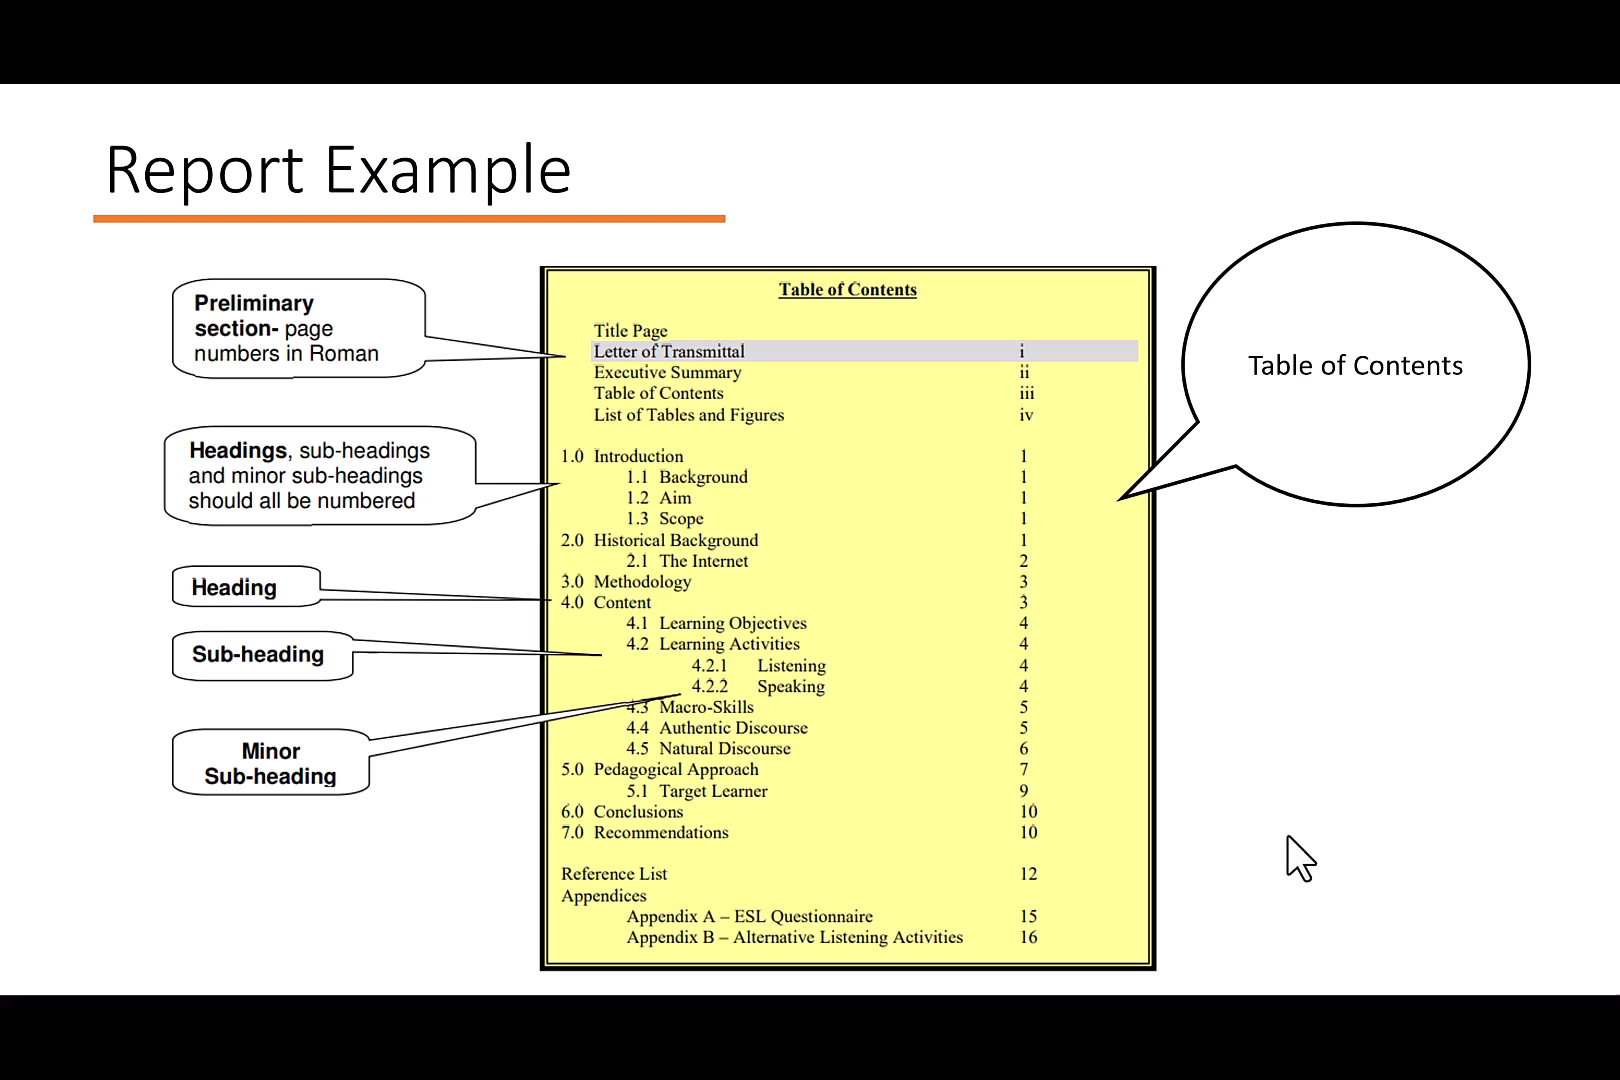 Report Example
Preliminary
section- page
numbers in Roman
Headings, sub-headings
and minor sub-headings
should all be numbered
Heading
Sub-heading
Minor
Sub-heading
Table of Contents
Title Page
Letter of Transmittal i
Executive Summary ii
Table of Contents iii
List of Tables and Figures iv
1.0 Introduction 1
1.1 Background 1
1.2 Aim 1
1.3 Scope 1
2.0 Historical Background 1
2.1 The Internet 2
3.0 Methodology 3
4.0 Content 3
4.1 Learning Objectives 4
4.2 Learning Activities 4
4.2.1 Listening 4
4.2.2 Speaking 4
4.3 Macro-Skills 5
4.4 Authentic Discourse 5
4.5 Natural Discourse 6
5.0 Pedagogical Approach 7
5.1 Target Learner 9
6.0 Conclusions 10
7.0 Recommendations 10
Reference List 12
Appendices
Appendix A – ESL Questionnaire 15
Appendix B – Alternative Listening Activities 16
Table of Contents